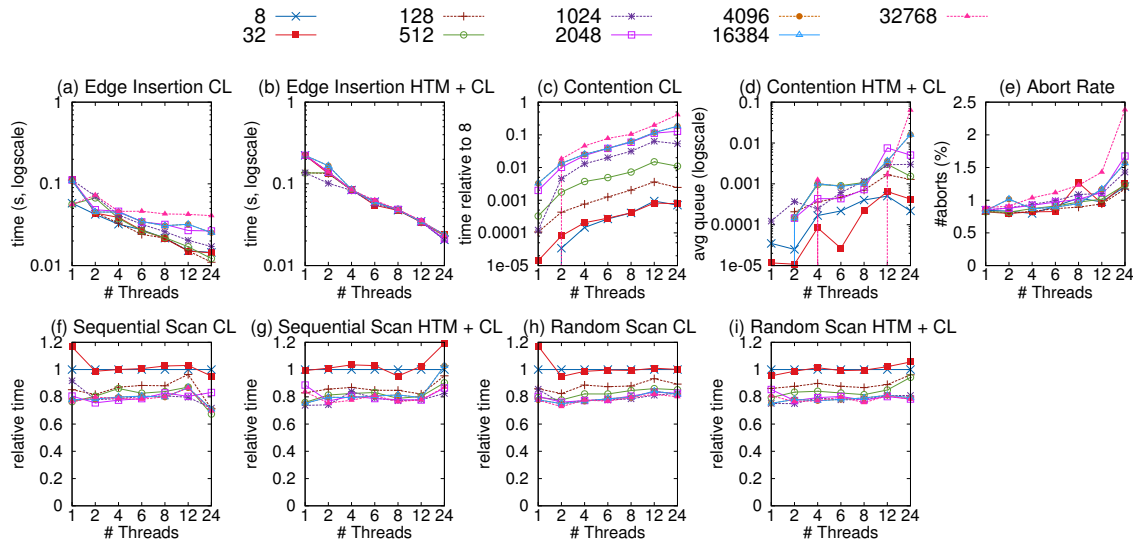 8 128 1024 4096 32768
32 512 2048 16384
(a) Edge Insertion CL (b) Edge Insertion HTM + CL (c) Contention CL (d) Contention HTM + CL (e) Abort Rate
time (s, logscale)
1
0.1
0.01
1 2 4 6 8 12 24
# Threads
time (s, logscale)
1
0.1
0.01
1 2 4 6 8 12 24
# Threads
time relative to 8
1
0.1
0.01
0.001
0.0001
1e-05
1 2 4 6 8 12 24
# Threads
avg queue (logscale)
0.1
0.01
0.001
0.0001
1e-05
1 2 4 6 8 12 24
# Threads
#aborts (%)
2.5
2
1.5
1
0.5
0
1 2 4 6 8 12 24
# Threads
(f) Sequential Scan CL (g) Sequential Scan HTM + CL (h) Random Scan CL (i) Random Scan HTM + CL
relative time
1.2
1
0.8
0.6
0.4
0.2
0
1 2 4 6 8 12 24
# Threads
relative time
1.2
1
0.8
0.6
0.4
0.2
0
1 2 4 6 8 12 24
# Threads
relative time
1.2
1
0.8
0.6
0.4
0.2
0
1 2 4 6 8 12 24
# Threads
relative time
1.2
1
0.8
0.6
0.4
0.2
0
1 2 4 6 8 12 24
# Threads